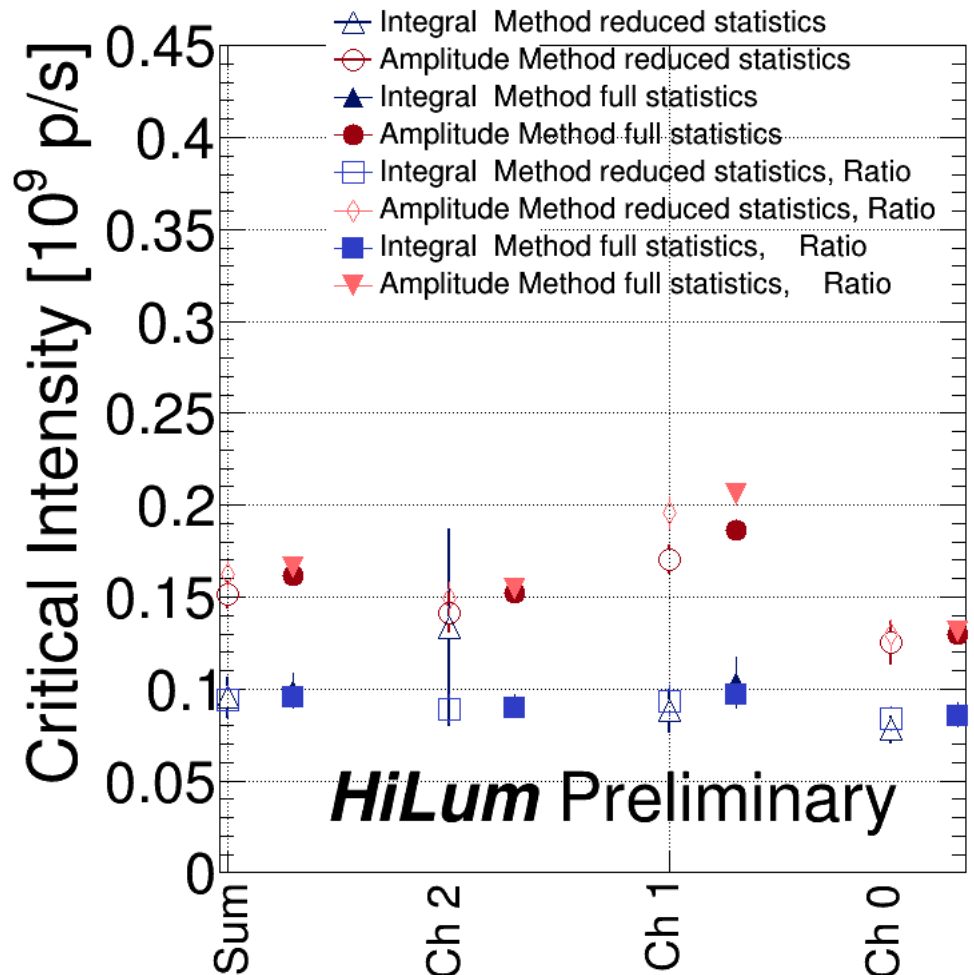 Integral Method reduced statistics
Amplitude Method reduced statistics
Integral Method full statistics
Amplitude Method full statistics
Integral Method reduced statistics, Ratio
Amplitude Method reduced statistics, Ratio
Integral Method full statistics, Ratio
Amplitude Method full statistics, Ratio
Critical Intensity [10⁹ p/s]
0.45
0.4
0.35
0.3
0.25
0.2
0.15
0.1
0.05
0
HiLum Preliminary
Sum
Ch 2
Ch 1
Ch 0